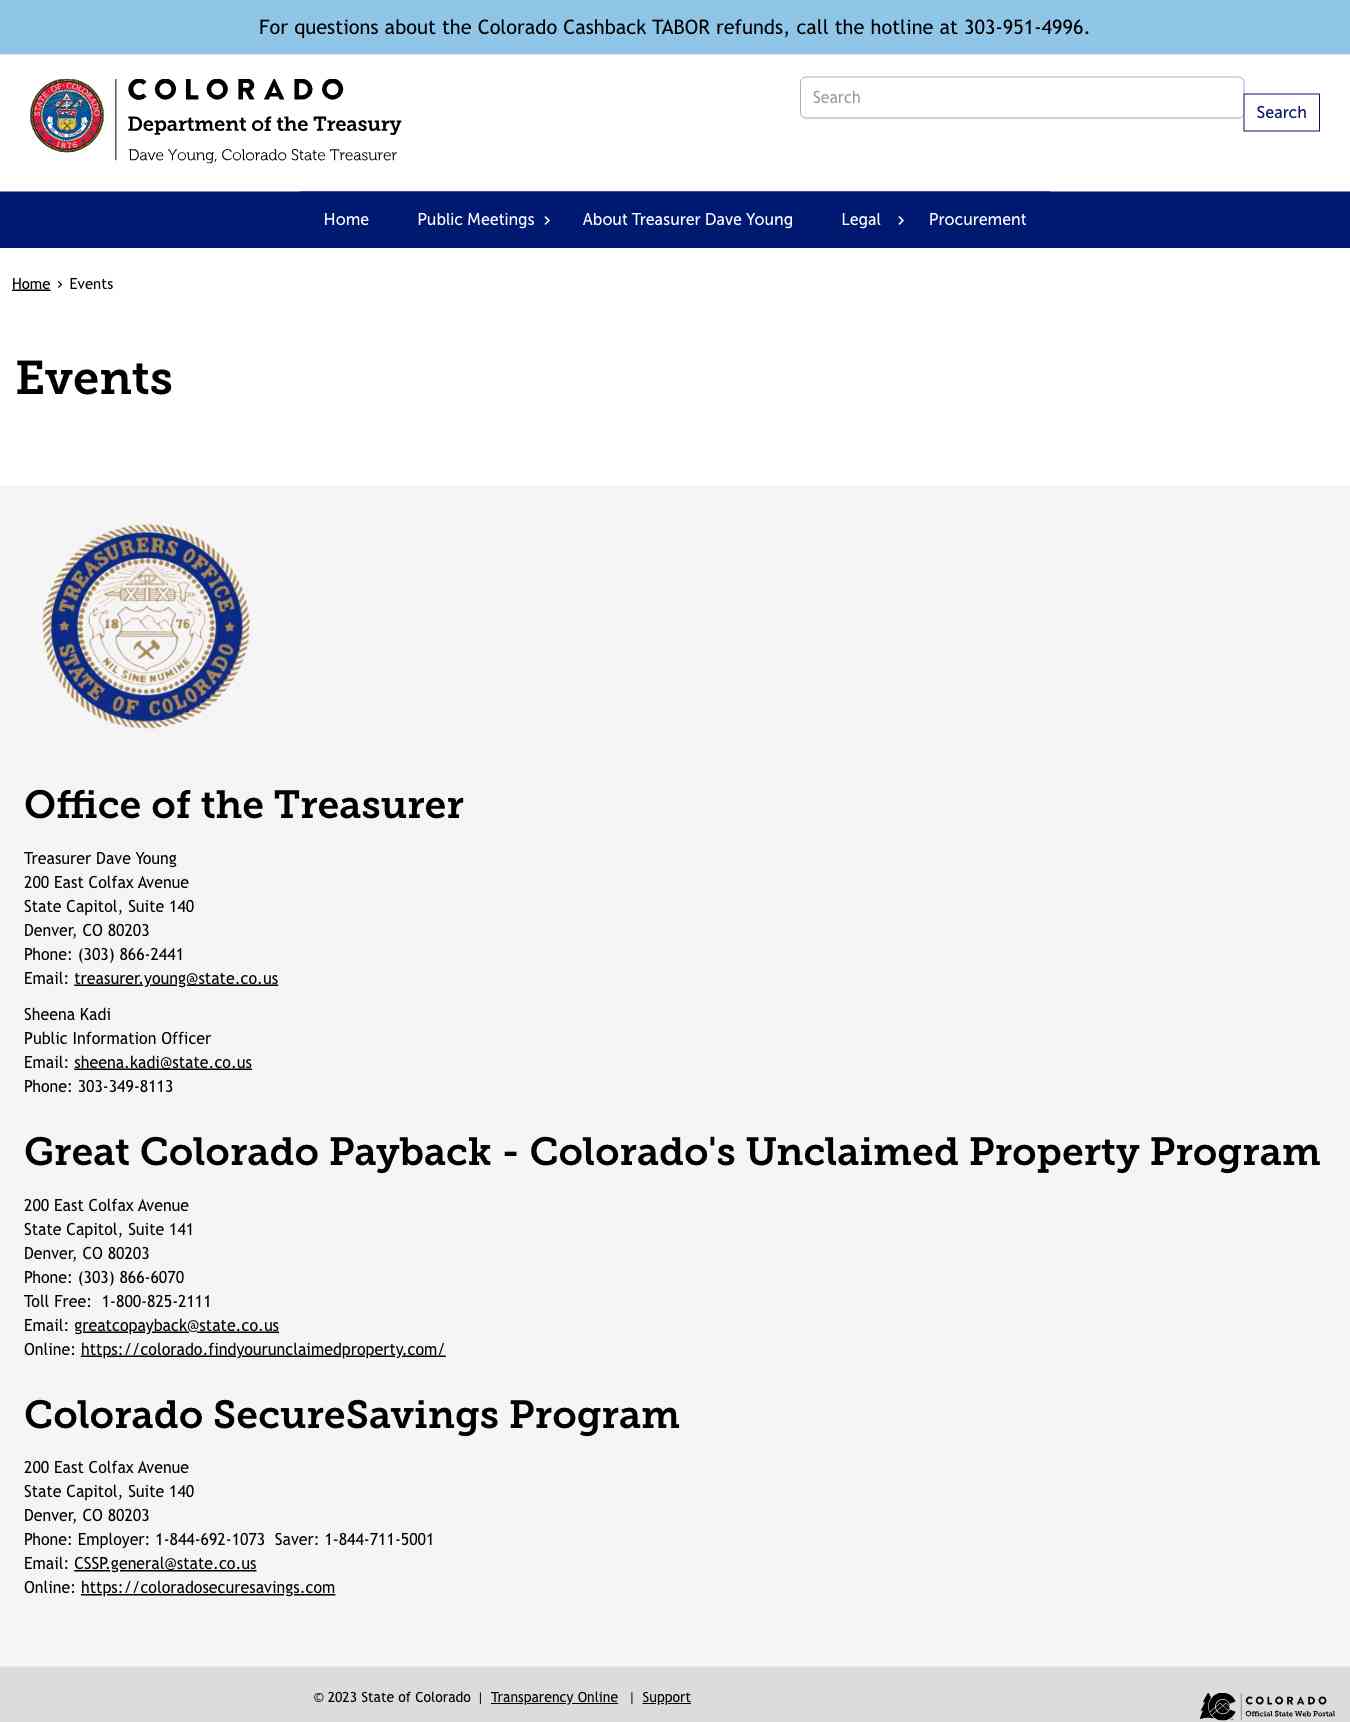 For questions about the Colorado Cashback TABOR refunds, call the hotline at 303-951-4996.
STATE OF COLORADO
1876
COLORADO
Department of the Treasury
Dave Young, Colorado State Treasurer
Search
Search
Home Public Meetings › About Treasurer Dave Young Legal › Procurement
Home › Events
Events
TREASURERS OFFICE
18 76
NIL SINE NUMINE
STATE OF COLORADO
Office of the Treasurer
Treasurer Dave Young
200 East Colfax Avenue
State Capitol, Suite 140
Denver, CO 80203
Phone: (303) 866-2441
Email: treasurer.young@state.co.us
Sheena Kadi
Public Information Officer
Email: sheena.kadi@state.co.us
Phone: 303-349-8113
Great Colorado Payback - Colorado's Unclaimed Property Program
200 East Colfax Avenue
State Capitol, Suite 141
Denver, CO 80203
Phone: (303) 866-6070
Toll Free:  1-800-825-2111
Email: greatcopayback@state.co.us
Online: https://colorado.findyourunclaimedproperty.com/
Colorado SecureSavings Program
200 East Colfax Avenue
State Capitol, Suite 140
Denver, CO 80203
Phone: Employer: 1-844-692-1073  Saver: 1-844-711-5001
Email: CSSP.general@state.co.us
Online: https://coloradosecuresavings.com
© 2023 State of Colorado | Transparency Online | Support
COLORADO
Official State Web Portal